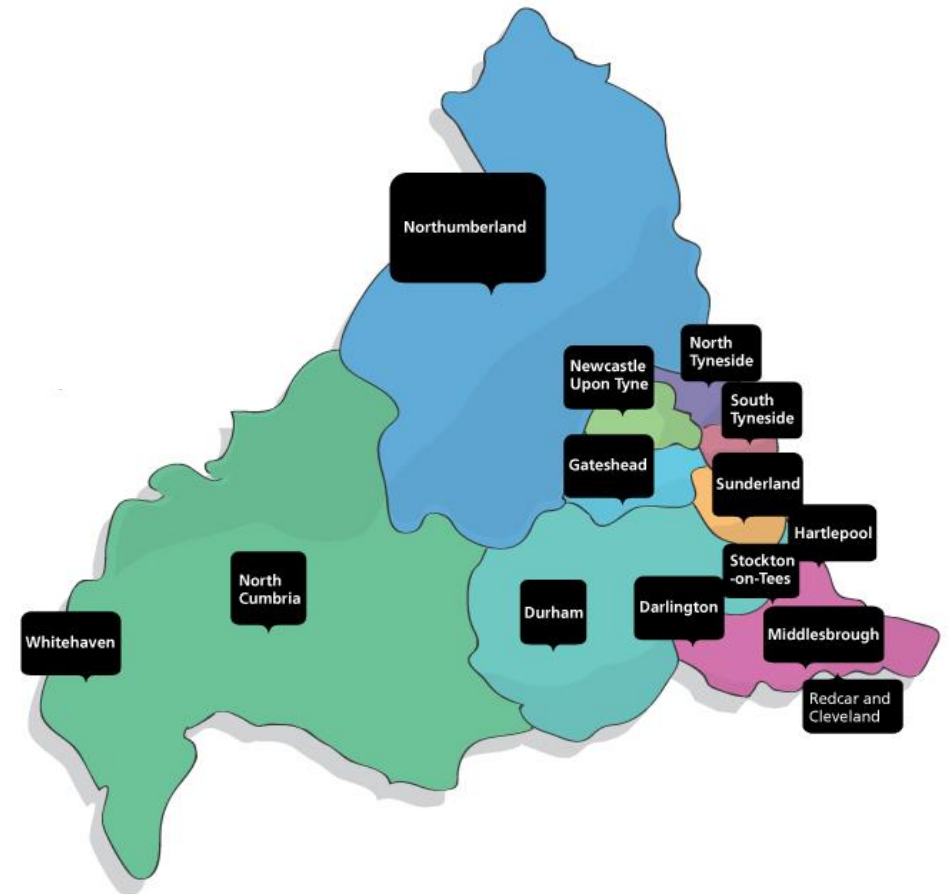 Northumberland
North
Tyneside
Newcastle
Upon Tyne
South
Tyneside
Gateshead
Sunderland
Hartlepool
Stockton
-on-Tees
North
Cumbria
Durham
Darlington
Whitehaven
Middlesbrough
Redcar and
Cleveland